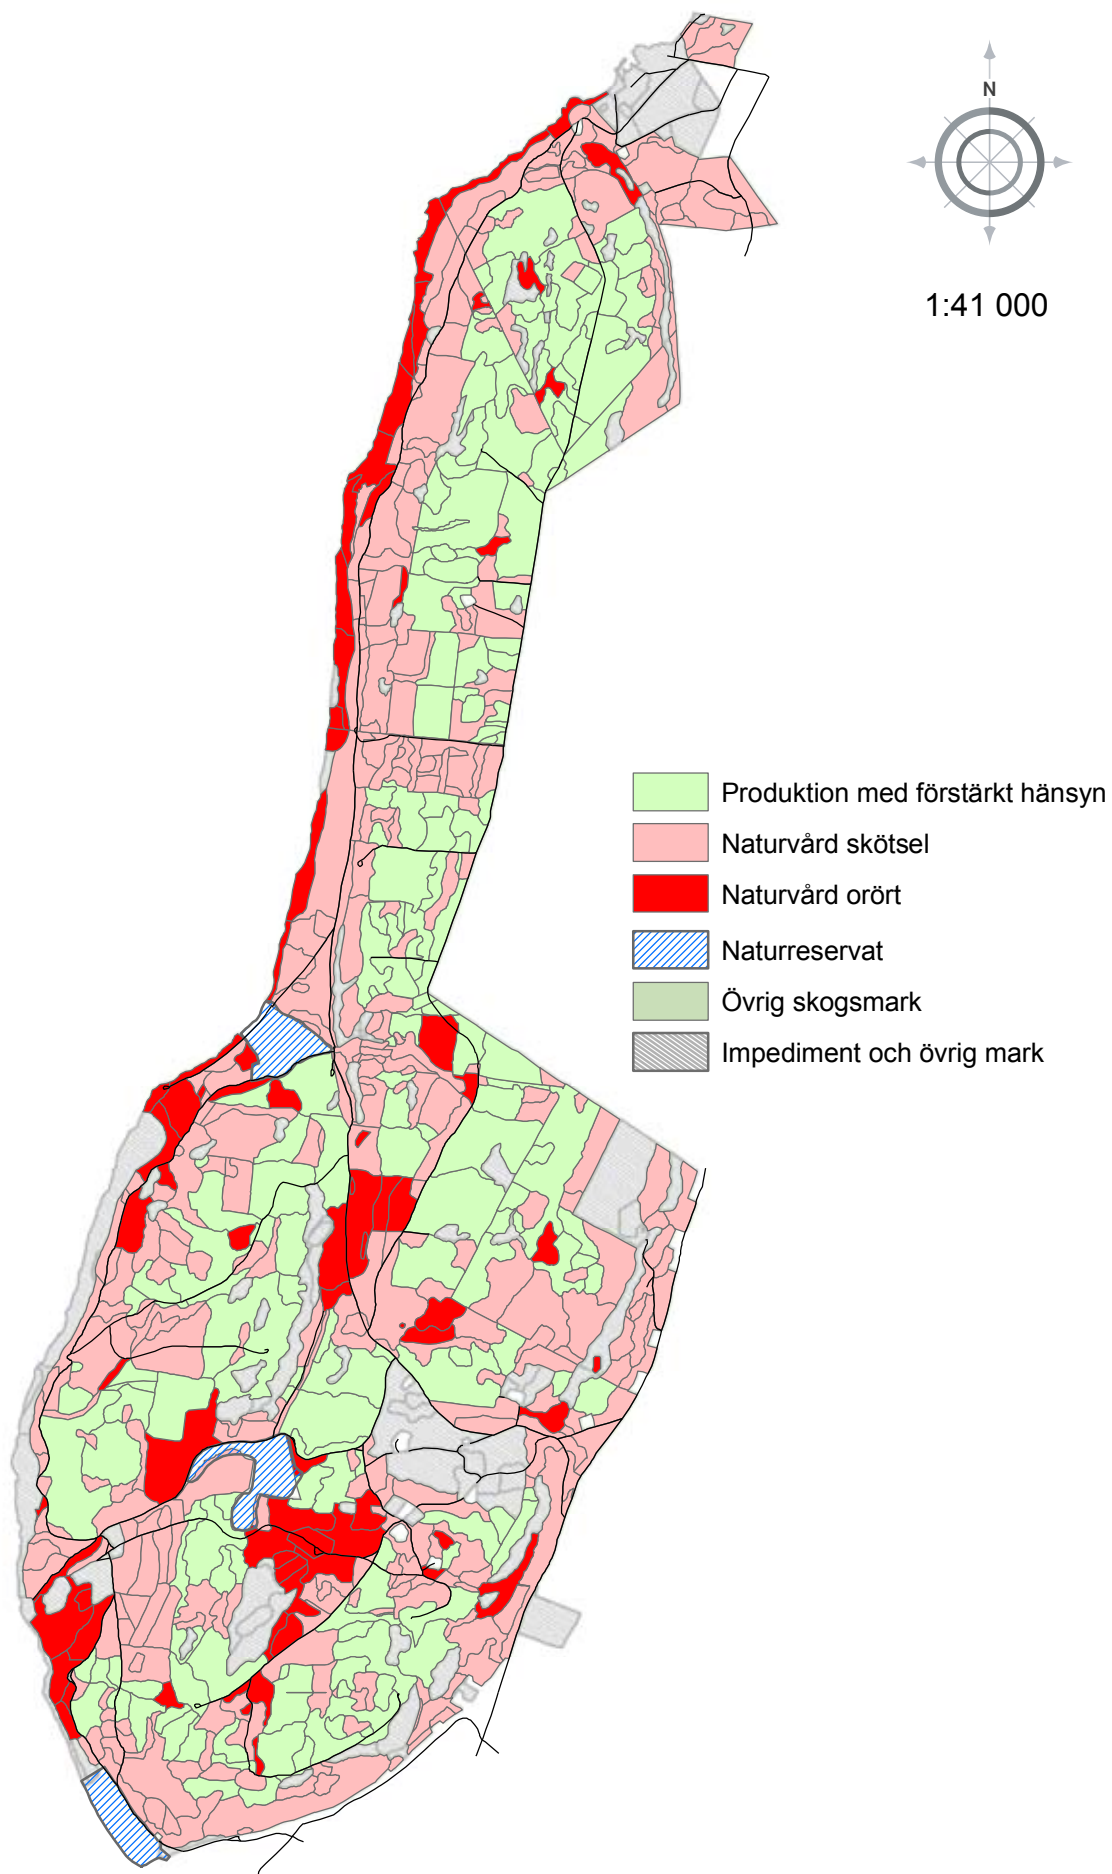 N
1:41 000
Produktion med förstärkt hänsyn
Naturvård skötsel
Naturvård orört
Naturreservat
Övrig skogsmark
Impediment och övrig mark